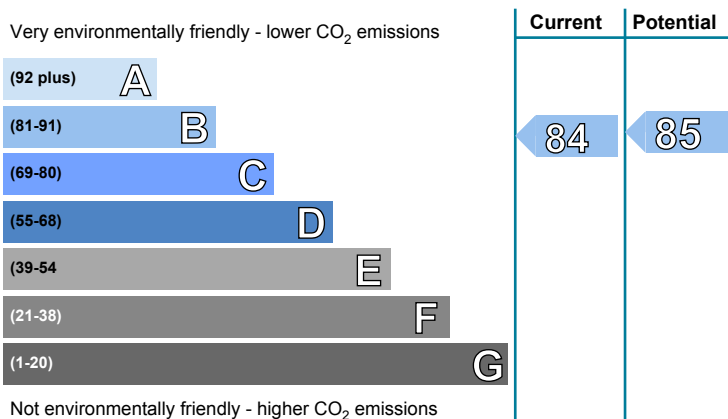 Current Potential
Very environmentally friendly - lower CO2 emissions
(92 plus) A
(81-91) B
84 85
(69-80) C
(55-68) D
(39-54 E
(21-38) F
(1-20) G
Not environmentally friendly - higher CO2 emissions